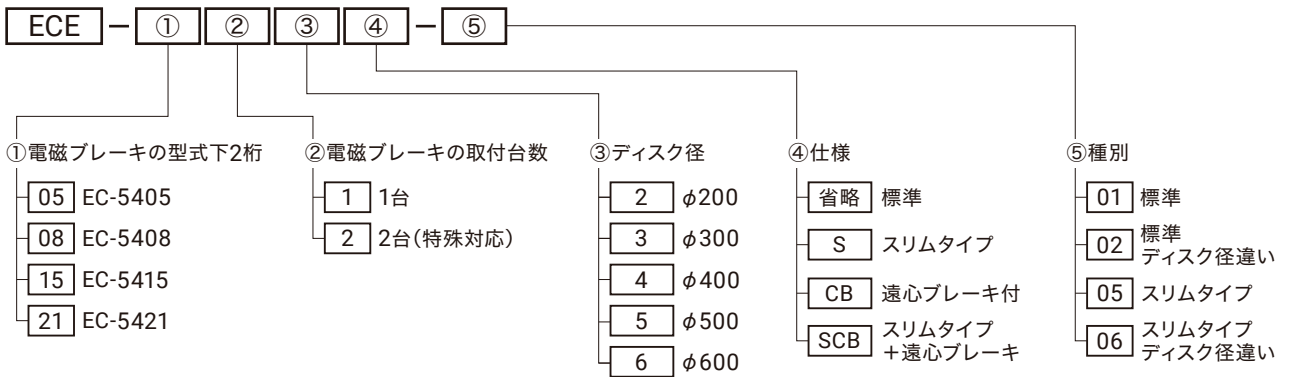 ECE － ① ② ③ ④ － ⑤
①電磁ブレーキの型式下2桁
05 EC-5405
08 EC-5408
15 EC-5415
21 EC-5421
②電磁ブレーキの取付台数
1 1台
2 2台(特殊対応)
③ディスク径
2 φ200
3 φ300
4 φ400
5 φ500
6 φ600
④仕様
省略 標準
S スリムタイプ
CB 遠心ブレーキ付
SCB スリムタイプ
＋遠心ブレーキ
⑤種別
01 標準
02 標準
ディスク径違い
05 スリムタイプ
06 スリムタイプ
ディスク径違い